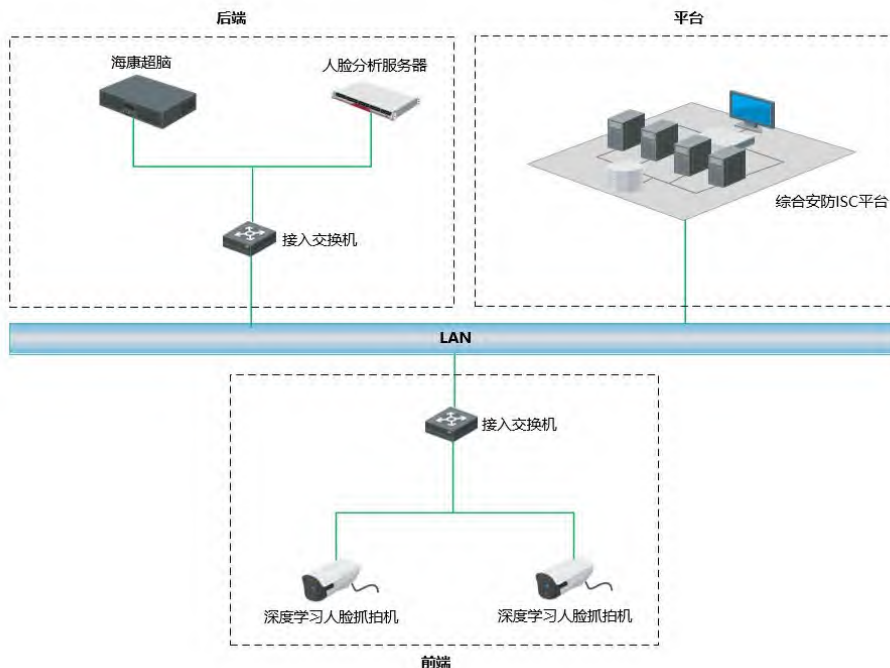 后端
平台
海康超脑
人脸分析服务器
综合安防ISC平台
接入交换机
LAN
接入交换机
深度学习人脸抓拍机
深度学习人脸抓拍机
前端